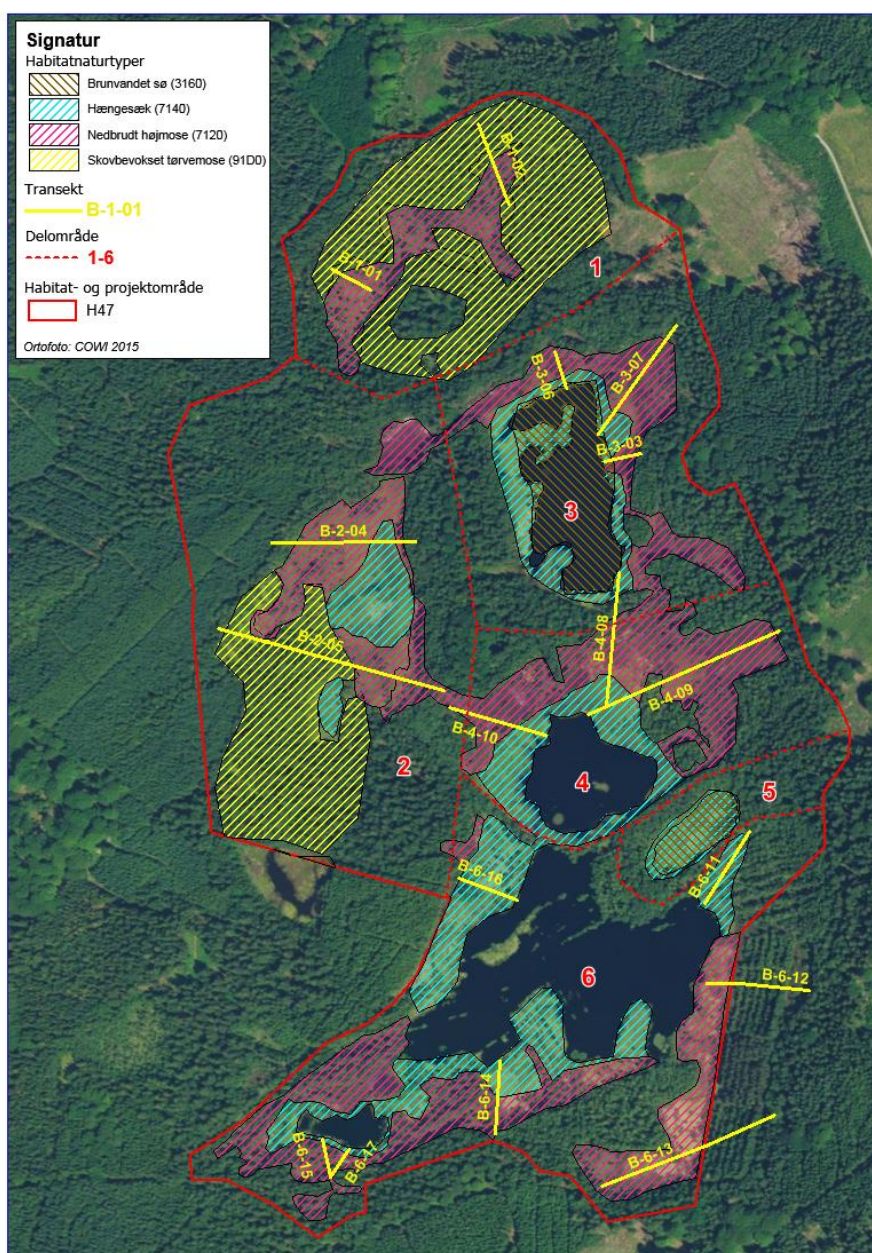 Signatur
Habitatnaturtyper
Brunvandet sø (3160)
Hængesæk (7140)
Nedbrudt højmose (7120)
Skovbevokset tørvemose (91D0)
Transekt
B-1-01
Delområde
1-6
Habitat- og projektområde
H47
Ortofoto: COWI 2015
B-1-02
B-1-01
1
B-3-06
B-3-07
B-3-03
3
B-2-04
B-2-05
B-4-08
B-4-09
B-4-10
2
4
5
B-6-11
B-6-16
6
B-6-12
B-6-14
B-6-15
B-6-17
B-6-13